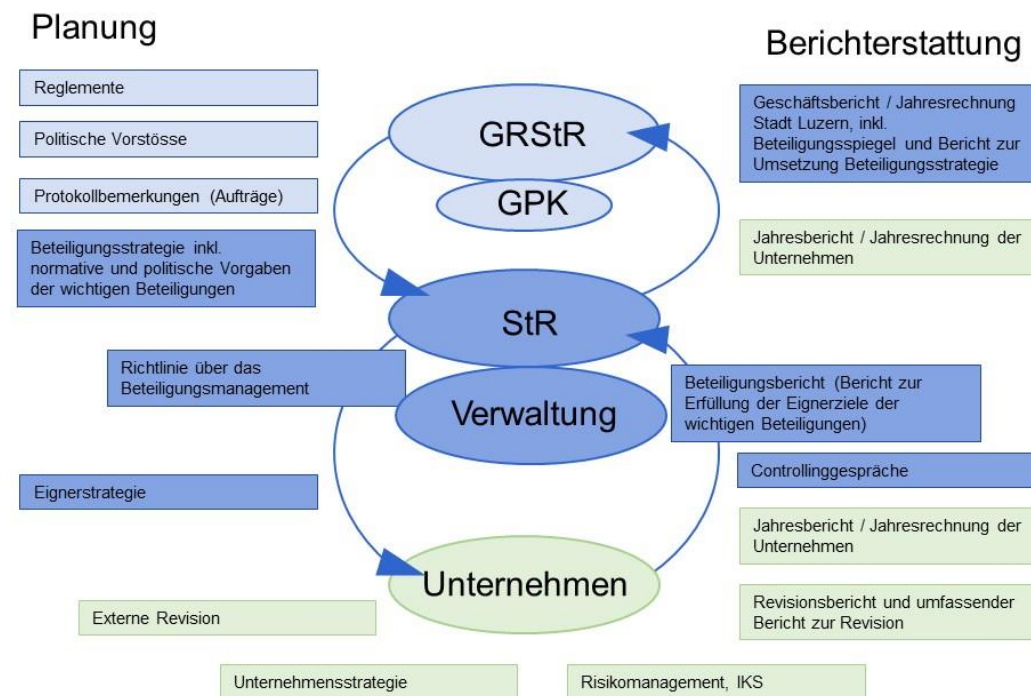 Planung
Reglemente
Politische Vorstösse
Protokollbemerkungen (Aufträge)
Beteiligungsstrategie inkl.
normative und politische Vorgaben
der wichtigen Beteiligungen
Richtlinie über das
Beteiligungsmanagement
Eignerstrategie
Externe Revision
Unternehmensstrategie
GRStR
GPK
StR
Verwaltung
Unternehmen
Berichterstattung
Geschäftsbericht / Jahresrechnung
Stadt Luzern, inkl.
Beteiligungsspiegel und Bericht zur
Umsetzung Beteiligungsstrategie
Jahresbericht / Jahresrechnung der
Unternehmen
Beteiligungsbericht (Bericht zur
Erfüllung der Eignerziele der
wichtigen Beteiligungen)
Controllinggespräche
Jahresbericht / Jahresrechnung der
Unternehmen
Revisionsbericht und umfassender
Bericht zur Revision
Risikomanagement, IKS